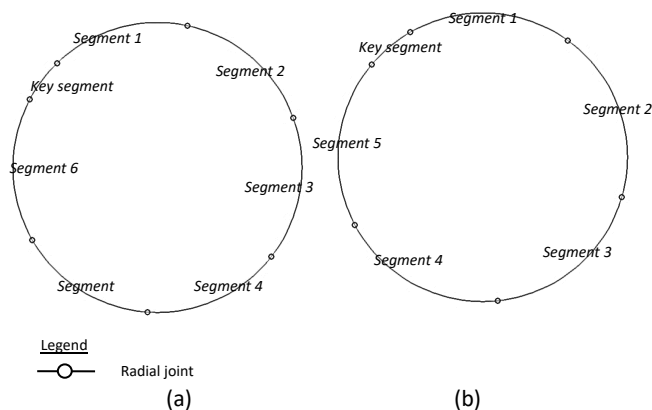 Segment 1
Segment 2
Key segment
Segment 6
Segment 3
Segment
Segment 4
Segment 1
Key segment
Segment 2
Segment 5
Segment 4
Segment 3
Legend
Radial joint
(a)
(b)